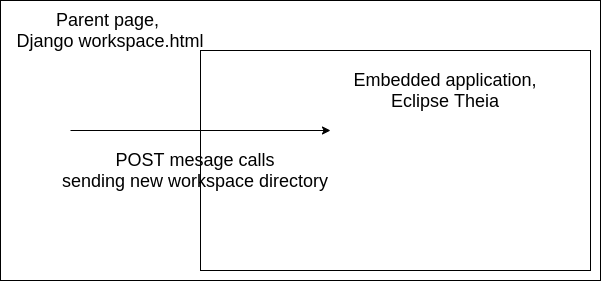 Parent page,
Django workspace.html
Embedded application,
Eclipse Theia
POST mesage calls
sending new workspace directory